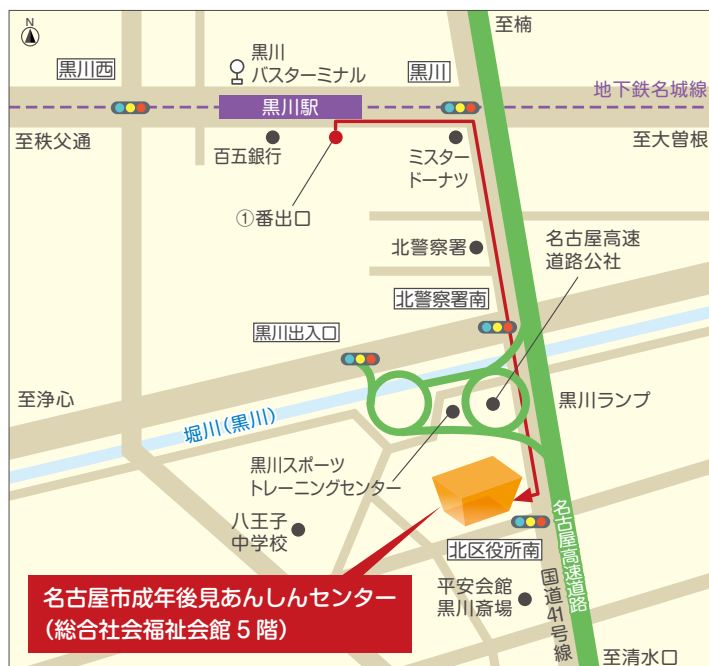 N
至楠
黒川
バスターミナル
黒川西
黒川
地下鉄名城線
黒川駅
至秩父通
百五銀行
ミスター
ドーナツ
至大曽根
①番出口
北警察署
名古屋高速
道路公社
北警察署南
黒川出入口
至浄心
堀川(黒川)
黒川ランプ
黒川スポーツ
トレーニングセンター
八王子
中学校
北区役所南
名古屋高速道路
国道41号線
平安会館
黒川斎場
名古屋市成年後見あんしんセンター
(総合社会福祉会館5階)
至清水口